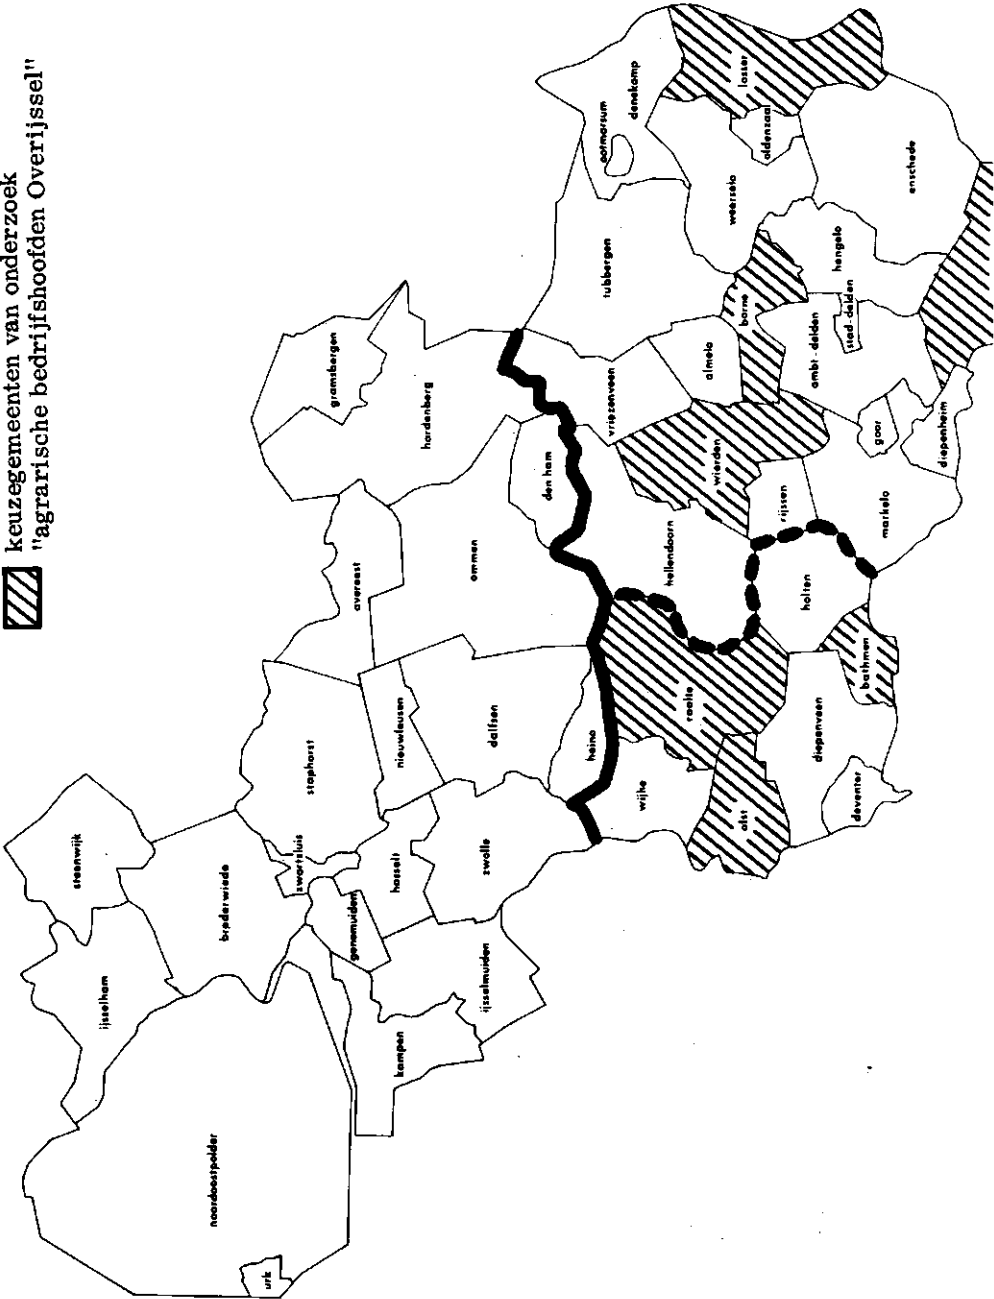 keuzegemeenten van onderzoek
"agrarische bedrijfshoofden Overijssel"
steenwijk
ijsselham
brederwiede
noordoostpolder
urk
staphorst
zwartsluis
genemuiden
hasselt
kampen
ijsselmuiden
zwolle
nieuwleusen
dalfsen
avereest
gramsbergen
hardenberg
ommen
den ham
heino
wijhe
raalte
olst
hellendoorn
vriezenveen
wierden
almelo
tubbergen
ootmarsum
denekamp
losser
oldenzaal
weerselo
borne
hengelo
enschede
ambt-delden
stad-delden
goor
diepenheim
rijssen
markelo
holten
bathmen
diepenveen
deventer